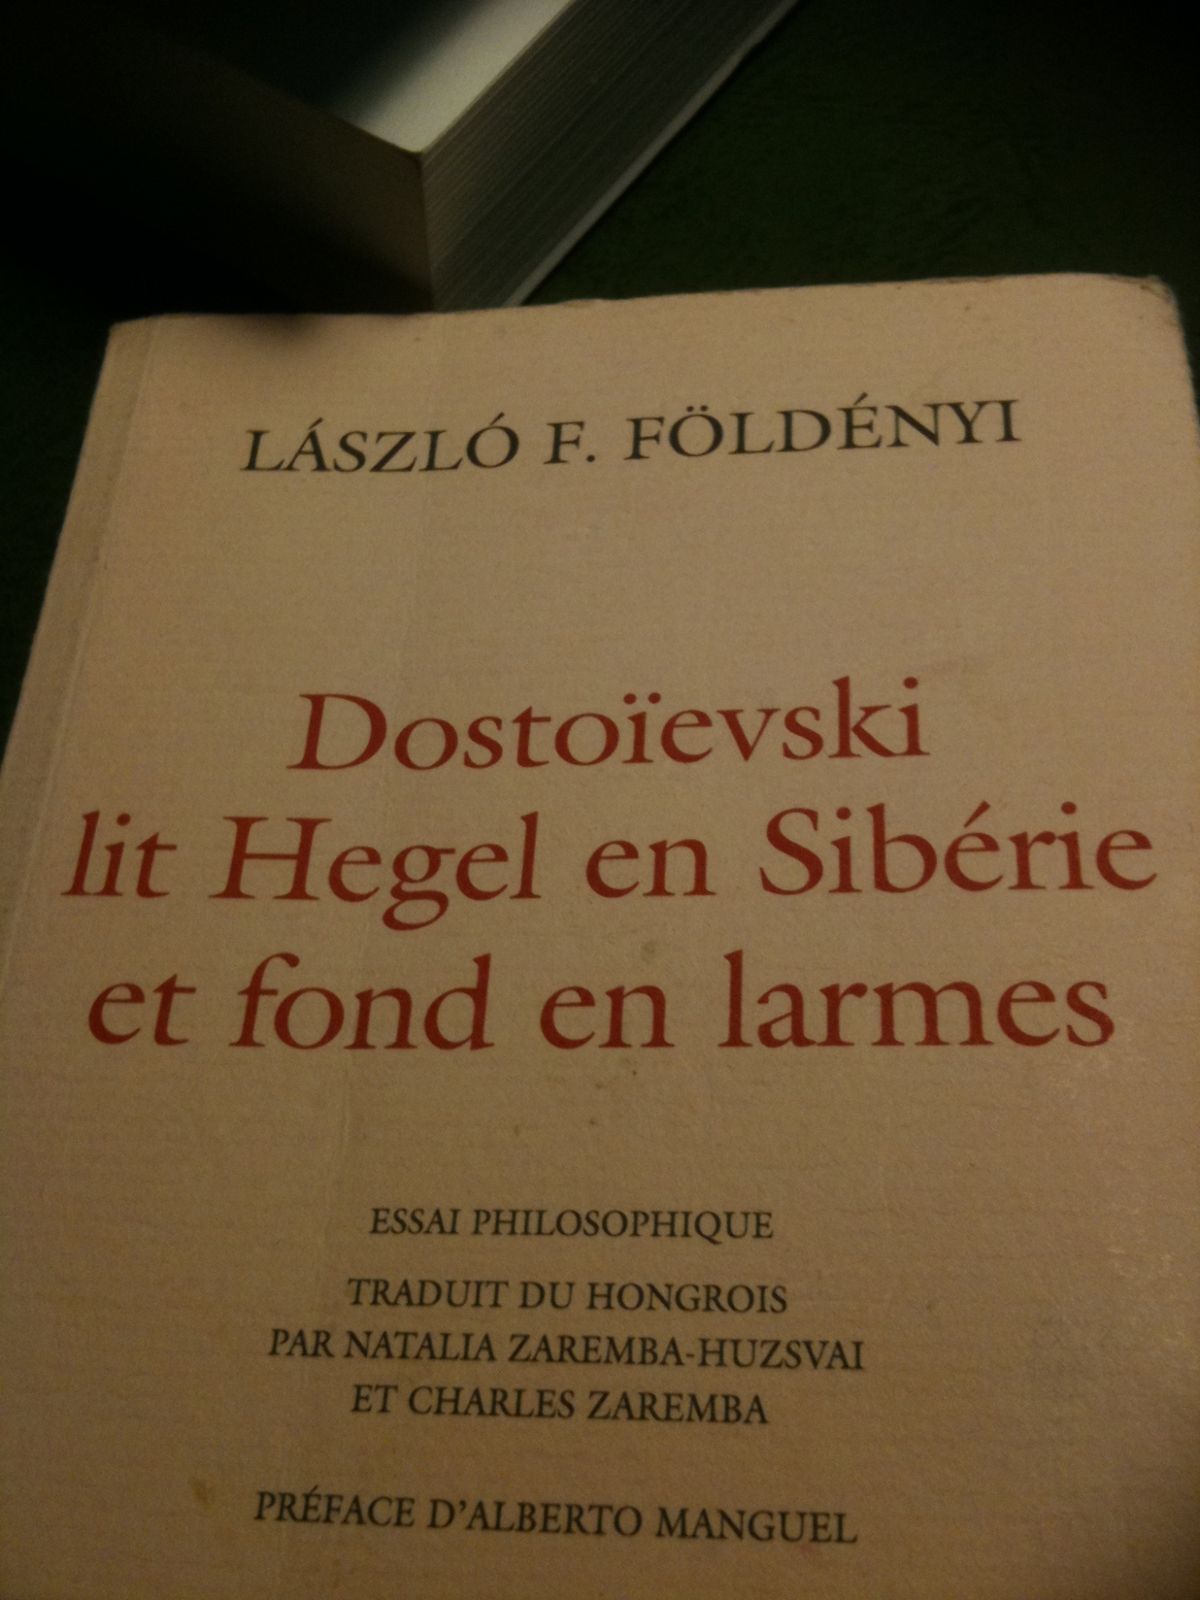 LÁSZLÓ F. FÖLDÉNYI
Dostoïevski
lit Hegel en Sibérie
et fond en larmes
ESSAI PHILOSOPHIQUE
TRADUIT DU HONGROIS
PAR NATALIA ZAREMBA-HUZSVAI
ET CHARLES ZAREMBA
PRÉFACE D'ALBERTO MANGUEL